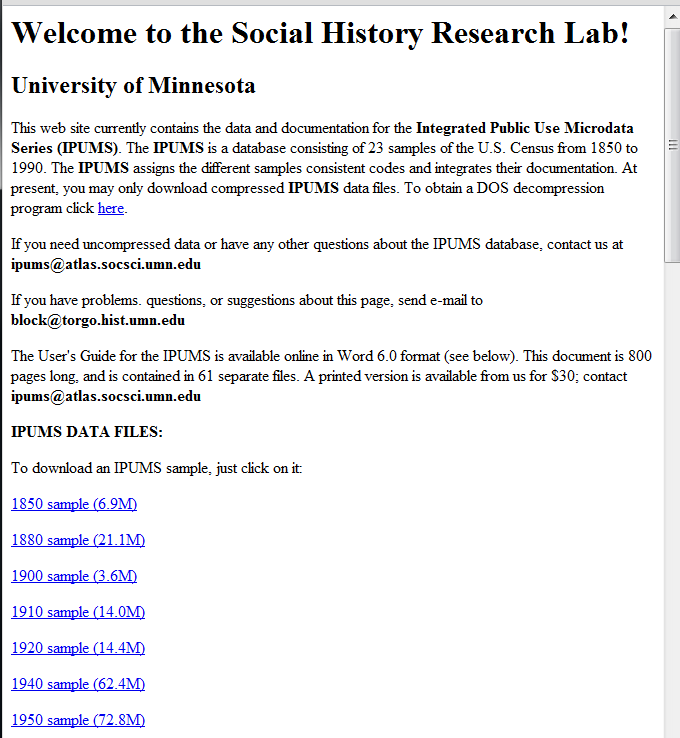 Welcome to the Social History Research Lab!
University of Minnesota
This web site currently contains the data and documentation for the Integrated Public Use Microdata
Series (IPUMS). The IPUMS is a database consisting of 23 samples of the U.S. Census from 1850 to
1990. The IPUMS assigns the different samples consistent codes and integrates their documentation. At
present, you may only download compressed IPUMS data files. To obtain a DOS decompression
program click here.
If you need uncompressed data or have any other questions about the IPUMS database, contact us at
ipums@atlas.socsci.umn.edu
If you have problems. questions, or suggestions about this page, send e-mail to
block@torgo.hist.umn.edu
The User's Guide for the IPUMS is available online in Word 6.0 format (see below). This document is 800
pages long, and is contained in 61 separate files. A printed version is available from us for $30; contact
ipums@atlas.socsci.umn.edu
IPUMS DATA FILES:
To download an IPUMS sample, just click on it:
1850 sample (6.9M)
1880 sample (21.1M)
1900 sample (3.6M)
1910 sample (14.0M)
1920 sample (14.4M)
1940 sample (62.4M)
1950 sample (72.8M)